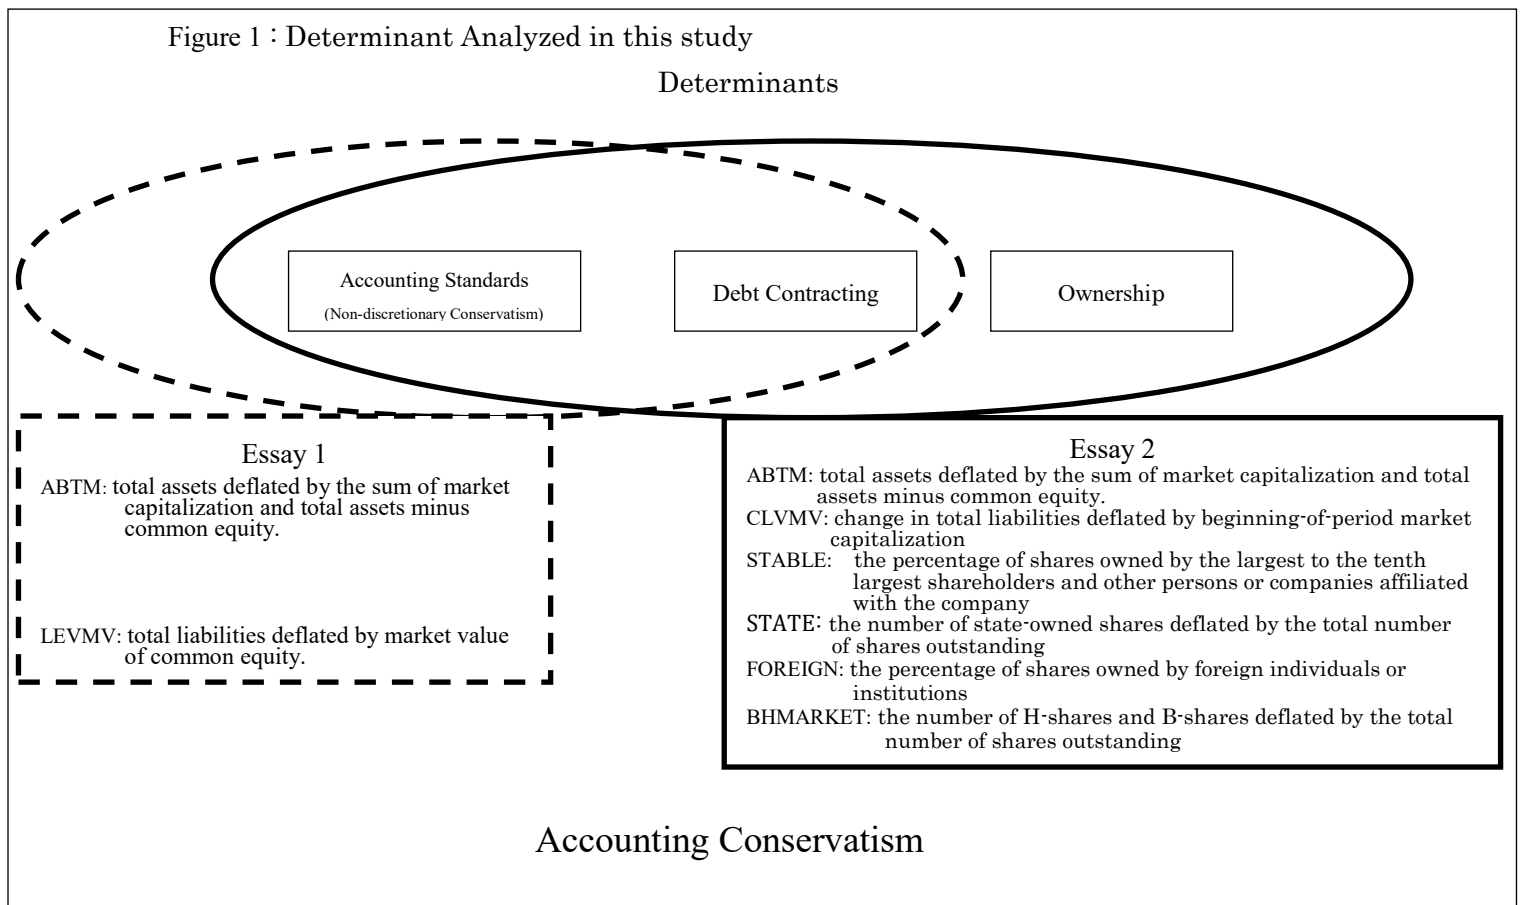 Figure 1：Determinant Analyzed in this study
Determinants
Accounting Standards
(Non-discretionary Conservatism)
Debt Contracting
Ownership
Essay 1
ABTM: total assets deflated by the sum of market
capitalization and total assets minus
common equity.
LEVMV: total liabilities deflated by market value
of common equity.
Essay 2
ABTM: total assets deflated by the sum of market capitalization and total
assets minus common equity.
CLVMV: change in total liabilities deflated by beginning-of-period market
capitalization
STABLE: the percentage of shares owned by the largest to the tenth
largest shareholders and other persons or companies affiliated
with the company
STATE: the number of state-owned shares deflated by the total number
of shares outstanding
FOREIGN: the percentage of shares owned by foreign individuals or
institutions
BHMARKET: the number of H-shares and B-shares deflated by the total
number of shares outstanding
Accounting Conservatism